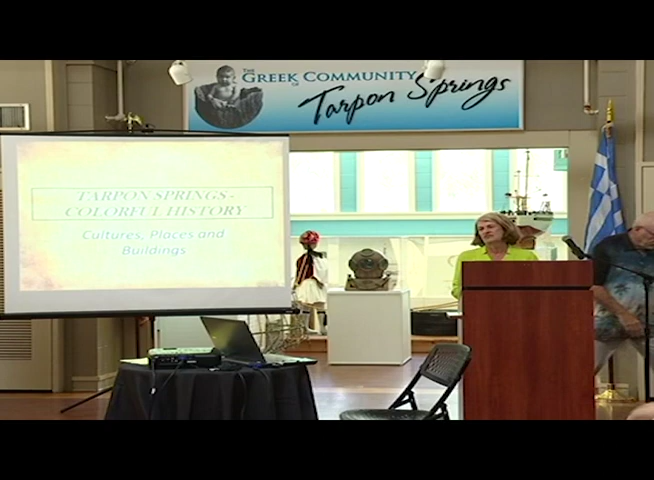 THE
GREEK COMMUNITY
OF
Tarpon Springs
TARPON SPRINGS -
COLORFUL HISTORY
Cultures, Places and
Buildings